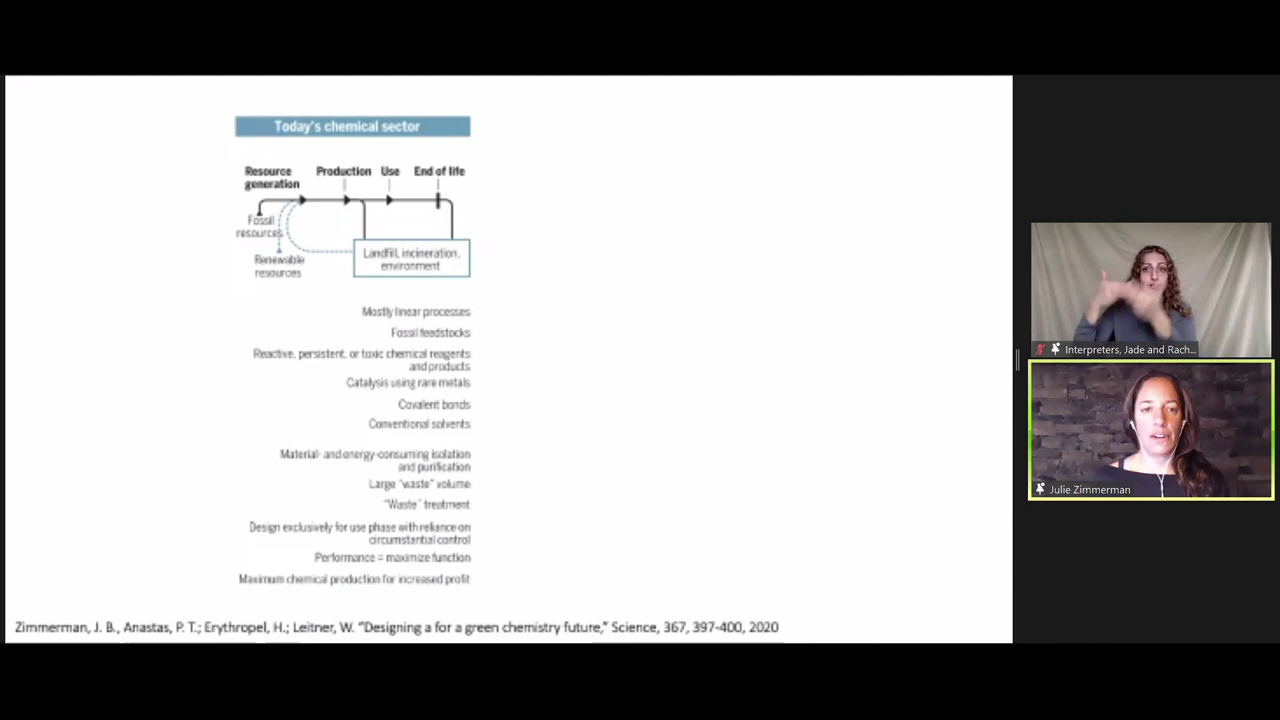 Today's chemical sector
Resource
generation
Production
Use
End of life
Fossil
resources
Renewable
resources
Landfill, incineration,
environment
Mostly linear processes
Fossil feedstocks
Reactive, persistent, or toxic chemical reagents
and products
Catalysis using rare metals
Covalent bonds
Conventional solvents
Material- and energy-consuming isolation
and purification
Large "waste" volume
"Waste" treatment
Design exclusively for use phase with reliance on
circumstantial control
Performance = maximize function
Maximum chemical production for increased profit
Zimmerman, J. B., Anastas, P. T.; Erythropel, H.; Leitner, W. "Designing a for a green chemistry future," Science, 367, 397-400, 2020
Interpreters, Jade and Rach...
Julie Zimmerman